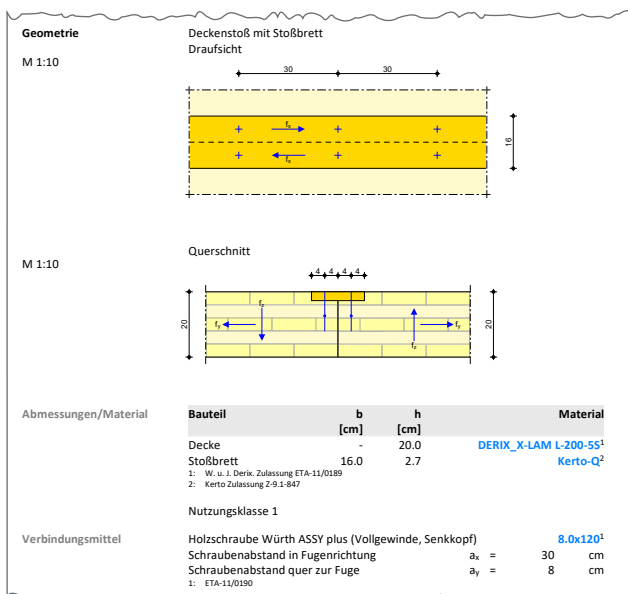 Geometrie Deckenstoß mit Stoßbrett
Draufsicht
M 1:10
30 30
fx
fx
16
Querschnitt
M 1:10
4 4 4 4
20
fz
fy
fy
fz
20
Abmessungen/Material Bauteil b h Material
[cm] [cm]
Decke - 20.0 DERIX_X-LAM L-200-5S1
Stoßbrett 16.0 2.7 Kerto-Q2
1: W. u. J. Derix. Zulassung ETA-11/0189
2: Kerto Zulassung Z-9.1-847
Nutzungsklasse 1
Verbindungsmittel Holzschraube Würth ASSY plus (Vollgewinde, Senkkopf) 8.0x1201
Schraubenabstand in Fugenrichtung ax = 30 cm
Schraubenabstand quer zur Fuge ay = 8 cm
1: ETA-11/0190